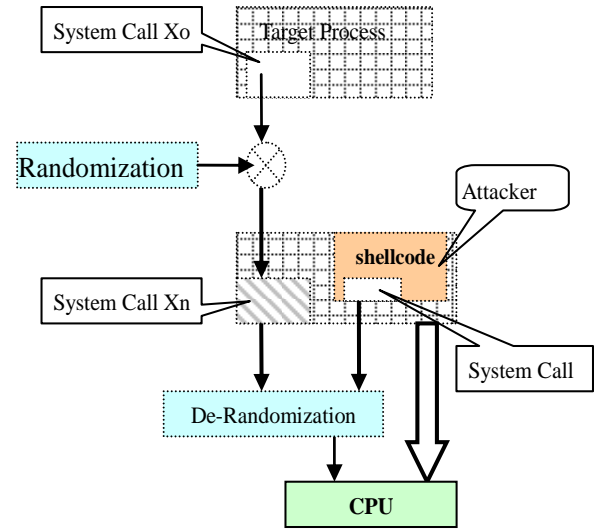 System Call Xo
Target Process
Randomization
Attacker
shellcode
System Call Xn
System Call
De-Randomization
CPU